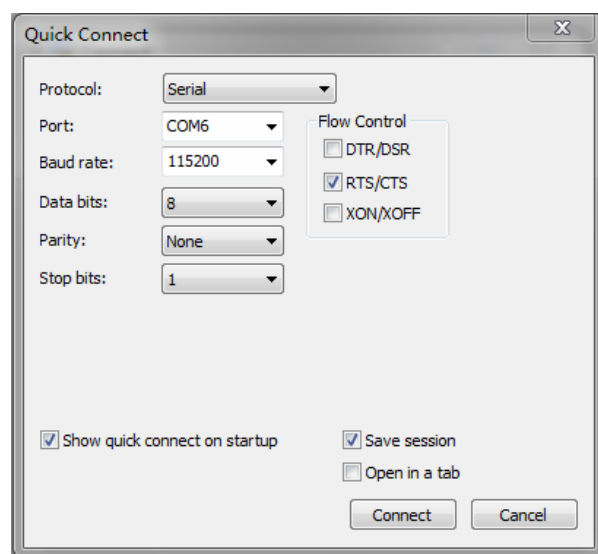 Quick Connect
Protocol: Serial
Port: COM6
Flow Control
DTR/DSR
Baud rate: 115200
RTS/CTS
Data bits: 8
XON/XOFF
Parity: None
Stop bits: 1
Show quick connect on startup
Save session
Open in a tab
Connect Cancel